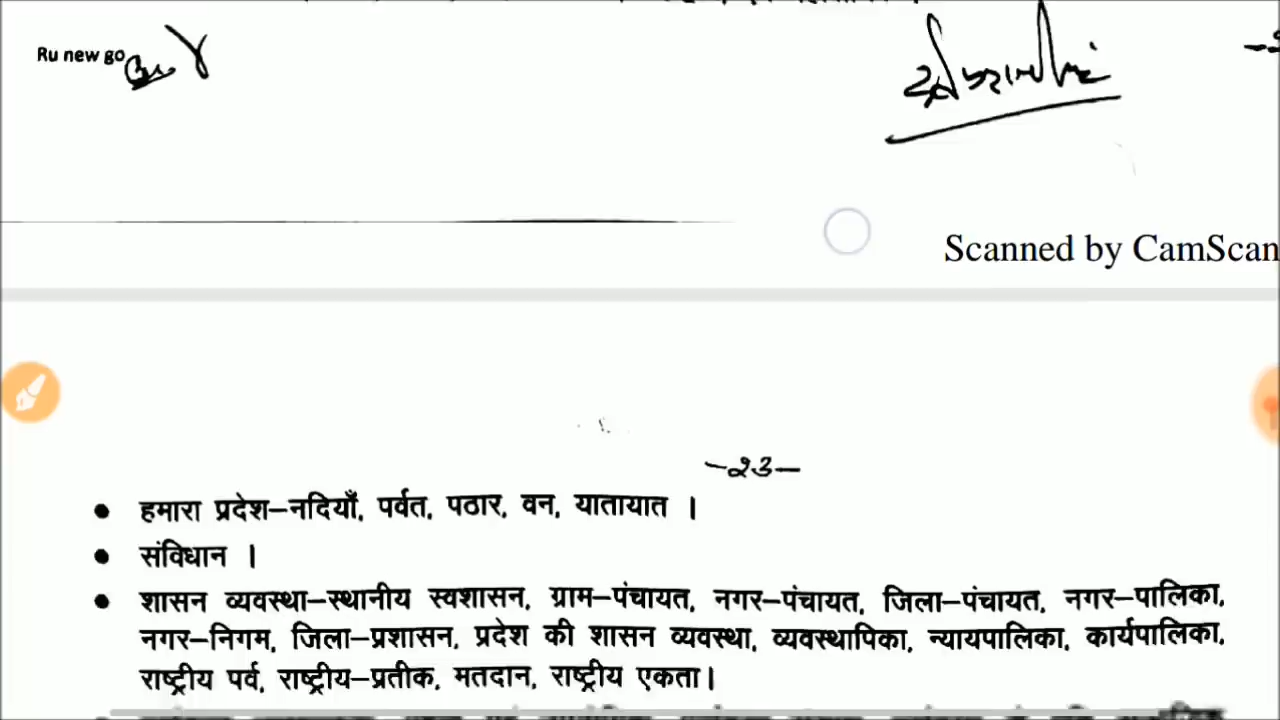 Ru new go
Scanned by CamScan
-२३-
• हमारा प्रदेश-नदियाँ, पर्वत, पठार, वन, यातायात ।
• संविधान ।
• शासन व्यवस्था-स्थानीय स्वशासन, ग्राम-पंचायत, नगर-पंचायत, जिला-पंचायत, नगर-पालिका,
नगर-निगम, जिला-प्रशासन, प्रदेश की शासन व्यवस्था, व्यवस्थापिका, न्यायपालिका, कार्यपालिका,
राष्ट्रीय पर्व, राष्ट्रीय-प्रतीक, मतदान, राष्ट्रीय एकता।